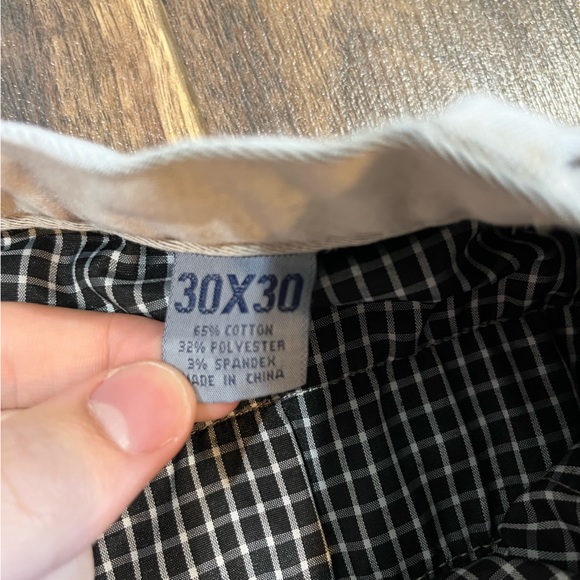 30X30
65% COTTON
32% POLYESTER
3% SPANDEX
MADE IN CHINA